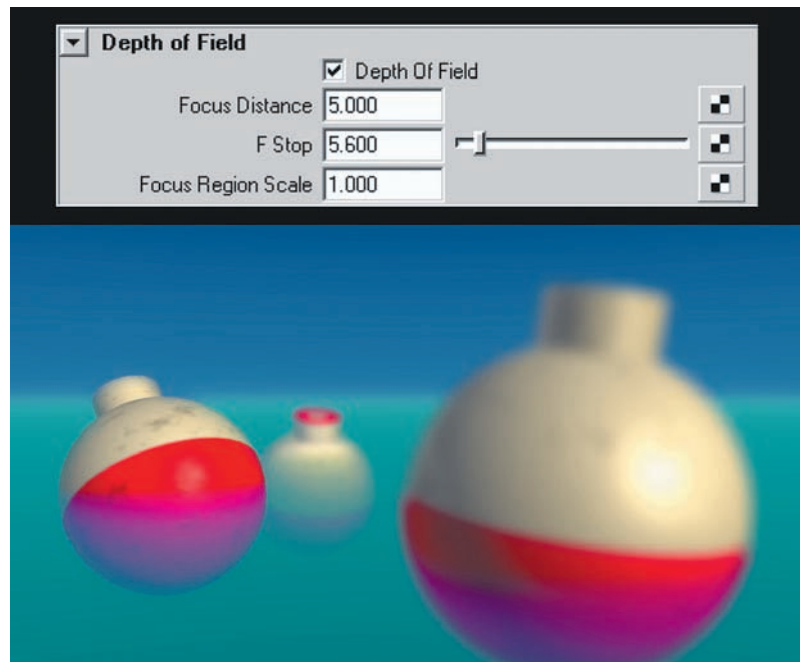 Depth of Field
Depth Of Field
Focus Distance 5.000
F Stop 5.600
Focus Region Scale 1.000